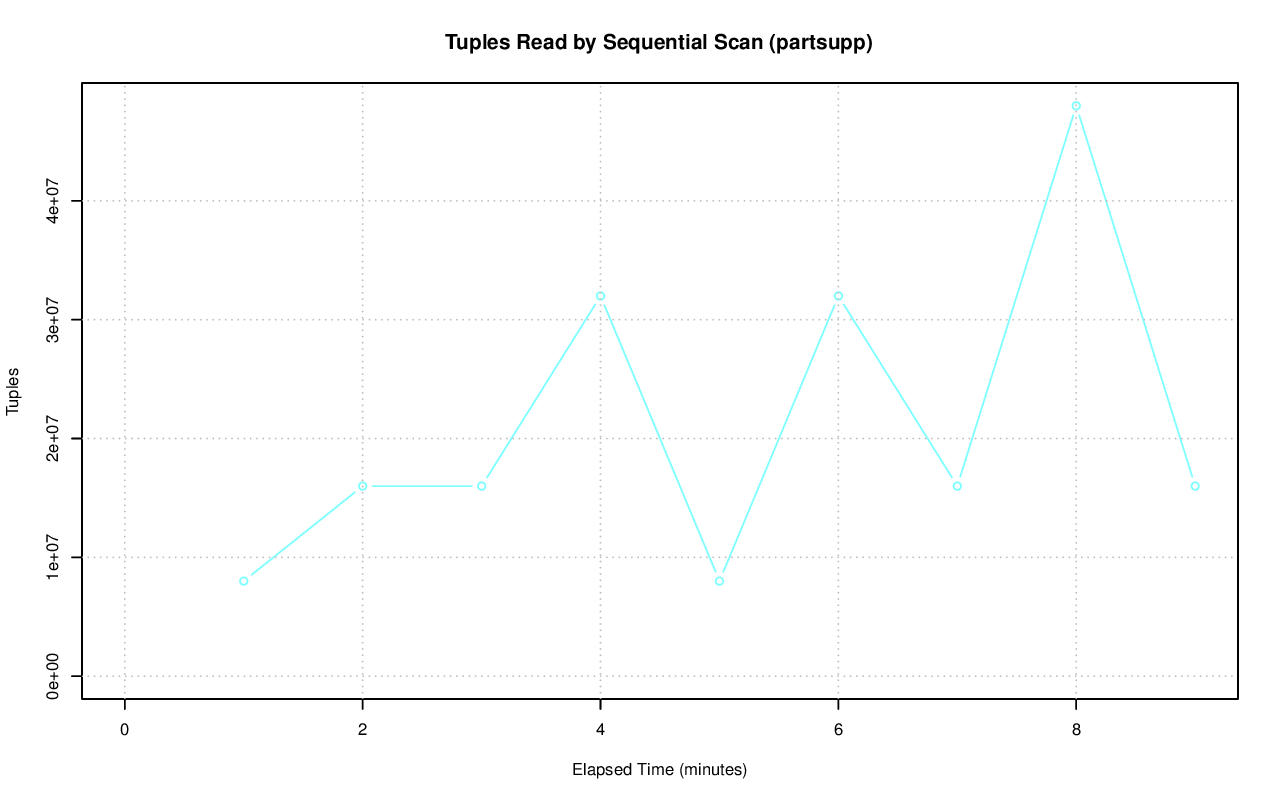 Tuples Read by Sequential Scan (partsupp)
Tuples
4e+07
3e+07
2e+07
1e+07
0e+00
0 2 4 6 8
Elapsed Time (minutes)